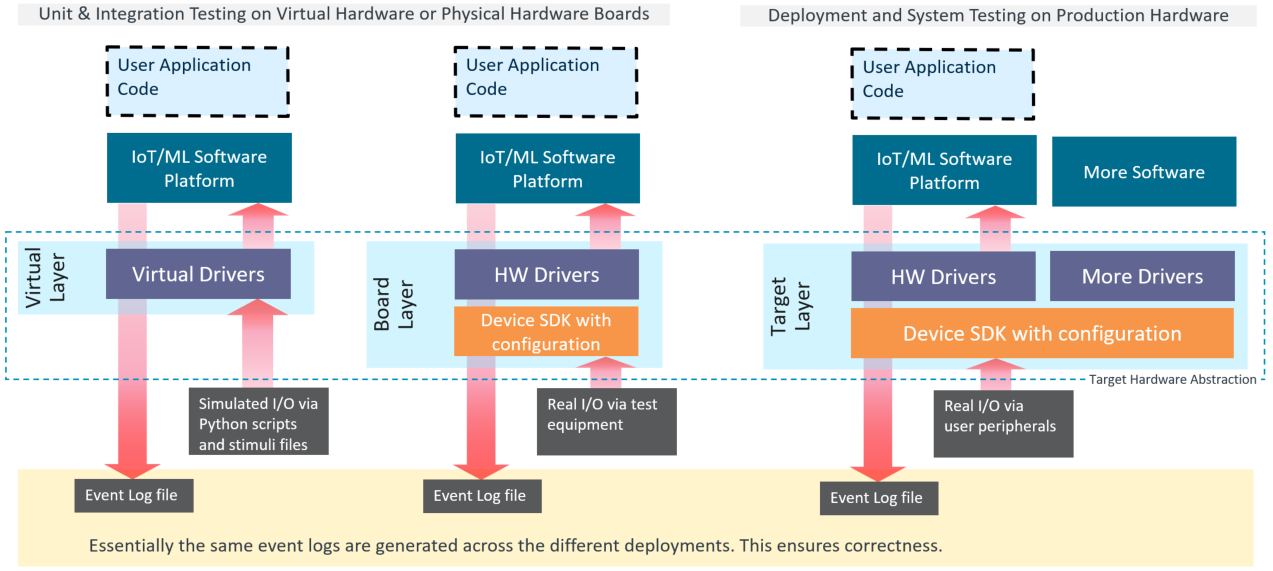 Unit & Integration Testing on Virtual Hardware or Physical Hardware Boards
Deployment and System Testing on Production Hardware
User Application
Code
User Application
Code
User Application
Code
IoT/ML Software
Platform
IoT/ML Software
Platform
IoT/ML Software
Platform
More Software
Virtual
Layer
Virtual Drivers
Board
Layer
HW Drivers
Device SDK with
configuration
Target
Layer
HW Drivers
More Drivers
Device SDK with configuration
Target Hardware Abstraction
Simulated I/O via
Python scripts
and stimuli files
Real I/O via test
equipment
Real I/O via
user peripherals
Event Log file
Event Log file
Event Log file
Essentially the same event logs are generated across the different deployments. This ensures correctness.